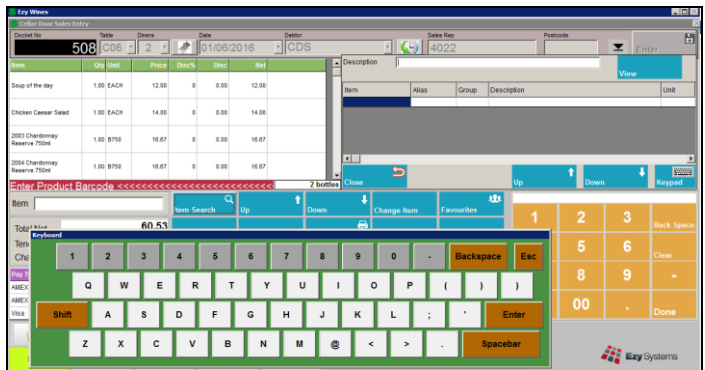 Ezy Wines
Cellar Door Sales Entry
Docket No Table Diners Date Debtor Sales Rep Postcode
508 C06 2 01/06/2016 CDS 4022 Enter
Item Qty Unit Price Disc% Disc Net
Soup of the day 1.00 EACH 12.00 0 0.00 12.00
Chicken Caesar Salad 1.00 EACH 14.00 0 0.00 14.00
2003 Chardonnay
Reserve 750ml 1.00 B750 16.67 0 0.00 16.67
2004 Chardonnay
Reserve 750ml 1.00 B750 16.67 0 0.00 16.67
Description
View
Item Alias Group Description Unit
Close Up Down Keypad
Enter Product Barcode <<<<<<<<<<<<<<<<<<<<<<<< 2 bottles
Item
Item Search Up Down Change Item Favourites
60.53
Keyboard
1 2 3 4 5 6 7 8 9 0 - Backspace Esc
Q W E R T Y U I O P ( ) )
Shift A S D F G H J K L ; ' Enter
Z X C V B N M @ < > . Spacebar
Pay T
AMEX
AMEX
Visa
1 2 3 Back Space
5 6 Clear
8 9 -
00 . Done
Ezy Systems